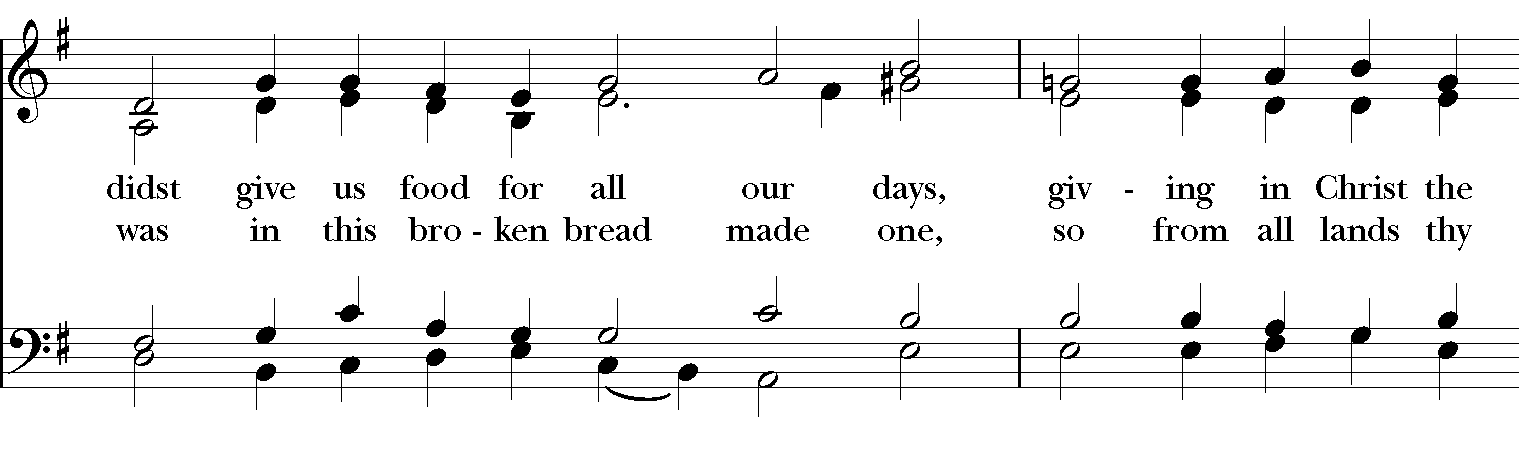 didst give us food for all our days, giv - ing in Christ the
was in this bro - ken bread made one, so from all lands thy